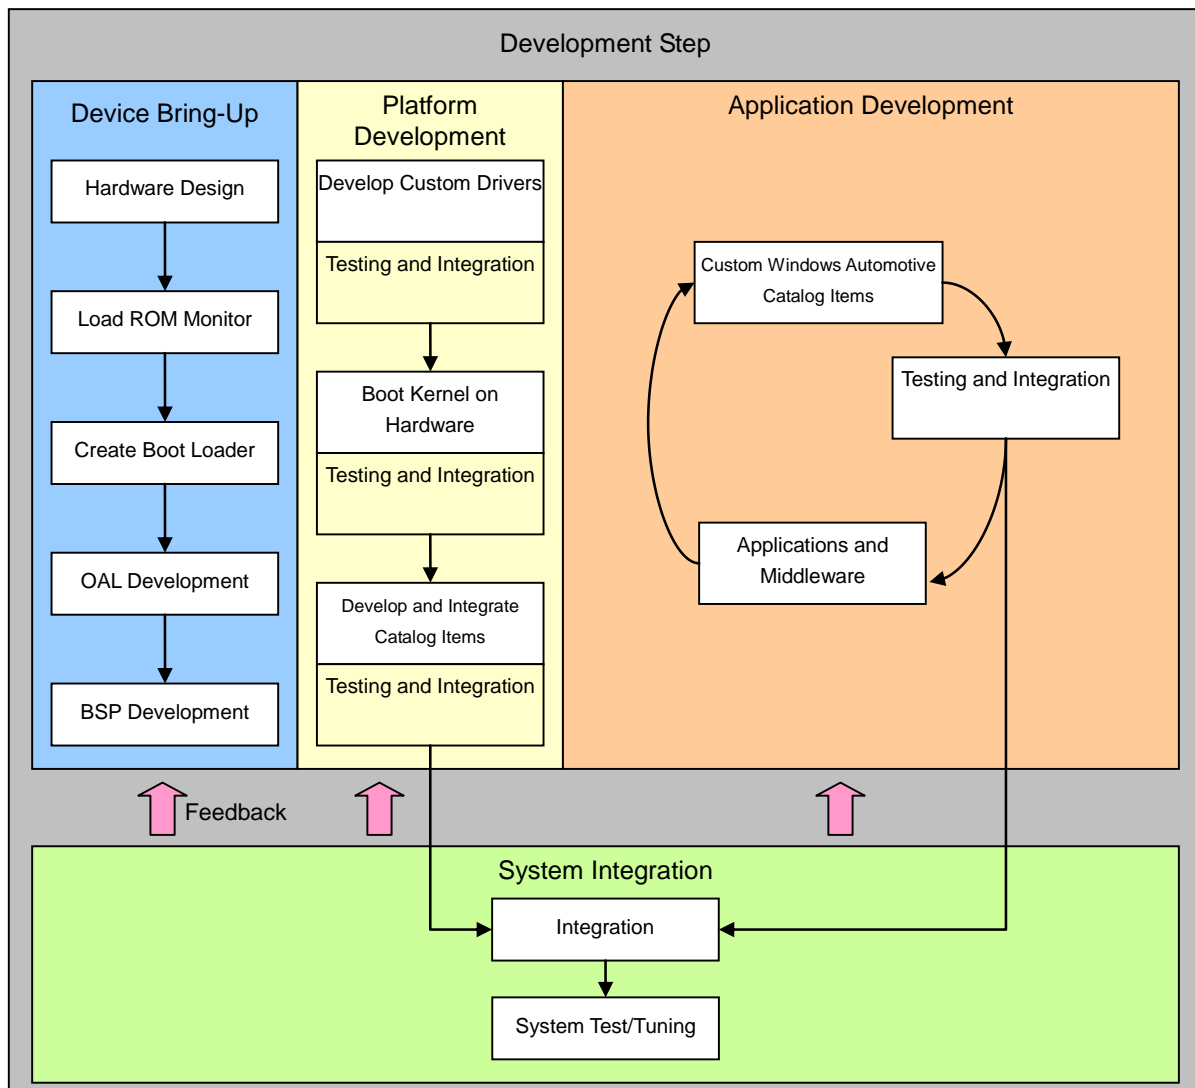 Development Step
Device Bring-Up
Hardware Design
Load ROM Monitor
Create Boot Loader
OAL Development
BSP Development
Platform
Development
Develop Custom Drivers
Testing and Integration
Boot Kernel on
Hardware
Testing and Integration
Develop and Integrate
Catalog Items
Testing and Integration
Application Development
Custom Windows Automotive
Catalog Items
Testing and Integration
Applications and
Middleware
Feedback
System Integration
Integration
System Test/Tuning